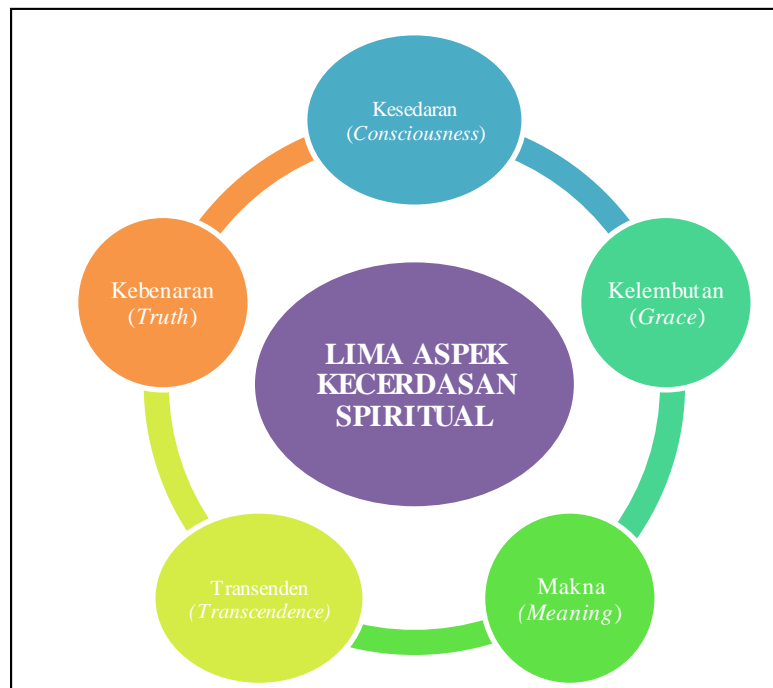 Kesedaran
(Consciousness)
Kebenaran
(Truth)
Kelembutan
(Grace)
LIMA ASPEK
KECERDASAN
SPIRITUAL
Transenden
(Transcendence)
Makna
(Meaning)